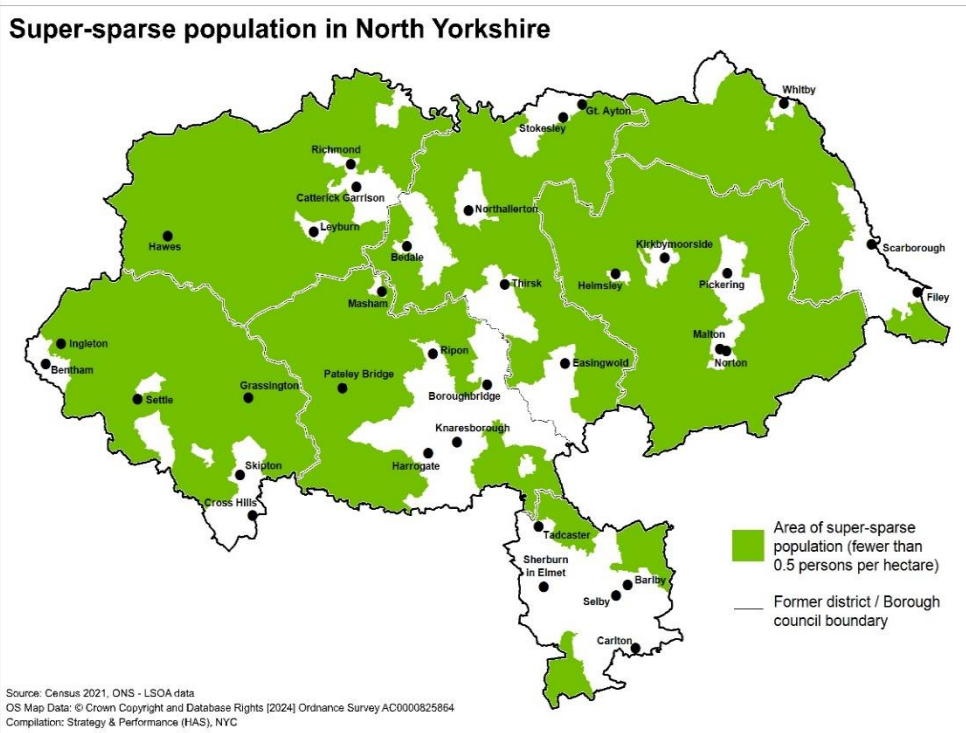 Super-sparse population in North Yorkshire
Whitby
Gt. Ayton
Stokesley
Richmond
Catterick Garrison
Northallerton
Leyburn
Hawes
Bedale
Kirkbymoorside
Scarborough
Helmsley
Pickering
Thirsk
Masham
Filey
Malton
Norton
Ingleton
Bentham
Ripon
Easingwold
Pateley Bridge
Grassington
Settle
Boroughbridge
Knaresborough
Harrogate
Skipton
Cross Hills
Tadcaster
Sherburn
in Elmet
Barlby
Selby
Carlton
Area of super-sparse
population (fewer than
0.5 persons per hectare)
Former district / Borough
council boundary
Source: Census 2021, ONS - LSOA data
OS Map Data: © Crown Copyright and Database Rights [2024] Ordnance Survey AC0000825864
Compilation: Strategy & Performance (HAS), NYC